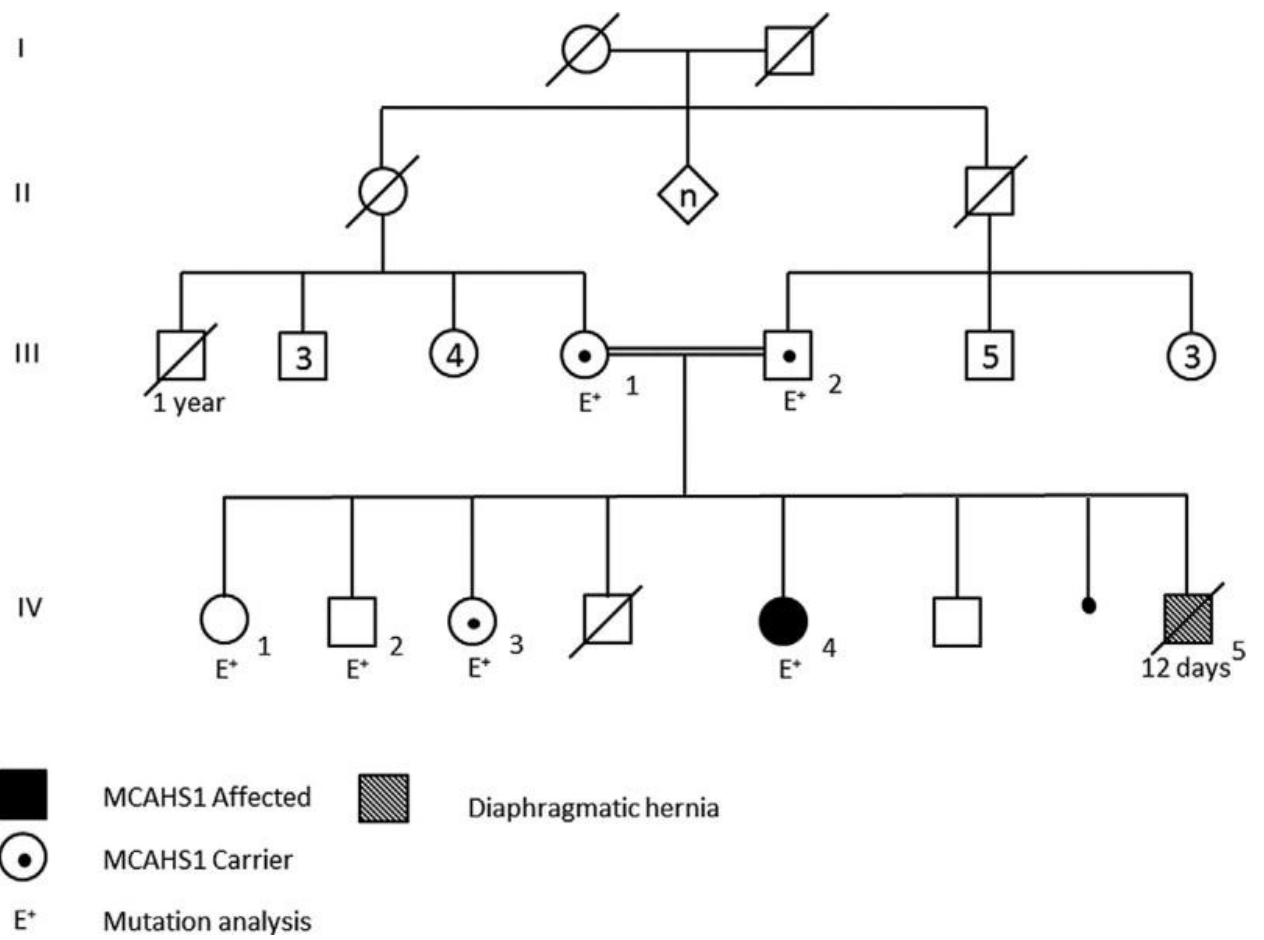 I
II
n
III
3
4
5
3
1 year
E⁺ 1
E⁺ 2
IV
E⁺ 1
E⁺ 2
E⁺ 3
E⁺ 4
12 days 5
MCAHS1 Affected
Diaphragmatic hernia
MCAHS1 Carrier
E⁺ Mutation analysis